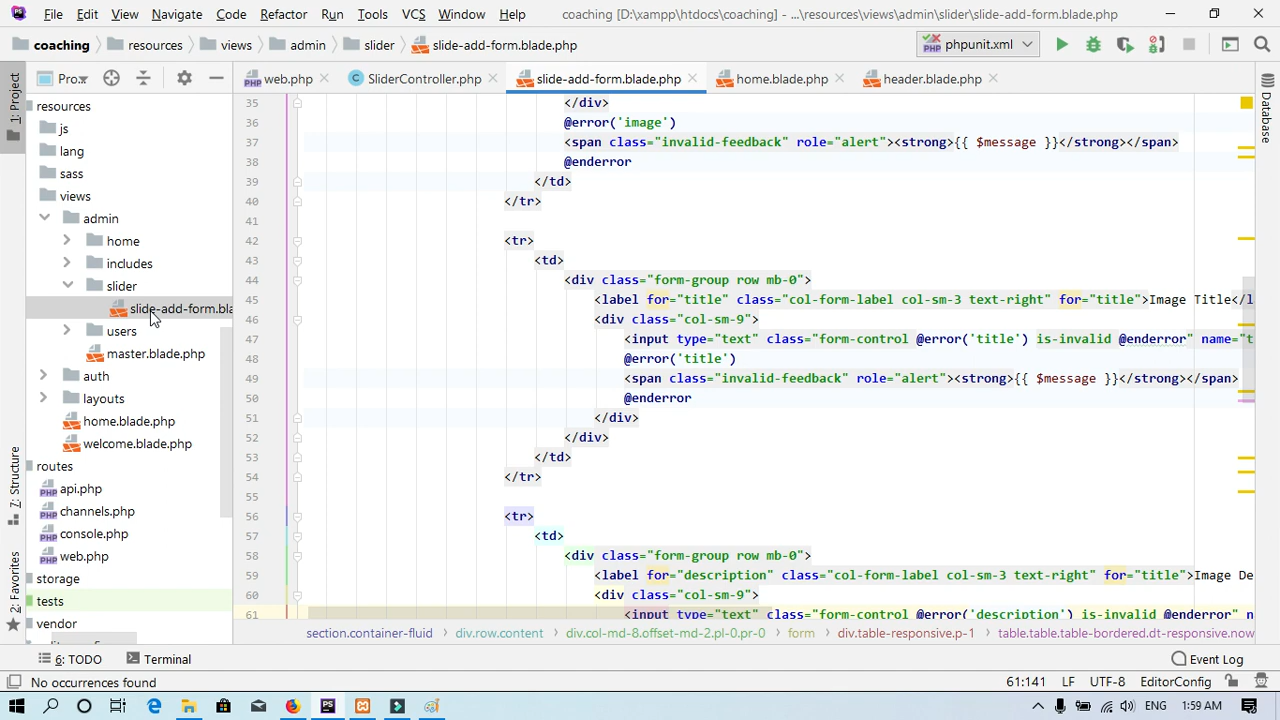 File Edit View Navigate Code Refactor Run Tools VCS Window Help coaching [D:\xampp\htdocs\coaching] - ...\resources\views\admin\slider\slide-add-form.blade.php
coaching resources views admin slider slide-add-form.blade.php phpunit.xml
1: Project
Pro... web.php SliderController.php slide-add-form.blade.php home.blade.php header.blade.php
Database
resources
js
lang
sass
views
admin
home
includes
slider
slide-add-form.bla
users
master.blade.php
auth
layouts
home.blade.php
welcome.blade.php
routes
api.php
channels.php
console.php
web.php
storage
tests
vendor
7: Structure
2: Favorites
35 </div>
36 @error('image')
37 <span class="invalid-feedback" role="alert"><strong>{{ $message }}</strong></span>
38 @enderror
39 </td>
40 </tr>
41
42 <tr>
43 <td>
44 <div class="form-group row mb-0">
45 <label for="title" class="col-form-label col-sm-3 text-right" for="title">Image Title</l
46 <div class="col-sm-9">
47 <input type="text" class="form-control @error('title') is-invalid @enderror" name="t
48 @error('title')
49 <span class="invalid-feedback" role="alert"><strong>{{ $message }}</strong></span>
50 @enderror
51 </div>
52 </div>
53 </td>
54 </tr>
55
56 <tr>
57 <td>
58 <div class="form-group row mb-0">
59 <label for="description" class="col-form-label col-sm-3 text-right" for="title">Image De
60 <div class="col-sm-9">
61 <input type="text" class="form-control @error('description') is-invalid @enderror" n
section.container-fluid div.row.content div.col-md-8.offset-md-2.pl-0.pr-0 form div.table-responsive.p-1 table.table.table-bordered.dt-responsive.now
6: TODO Terminal Event Log
No occurrences found 61:141 LF UTF-8 EditorConfig
ENG 1:59 AM